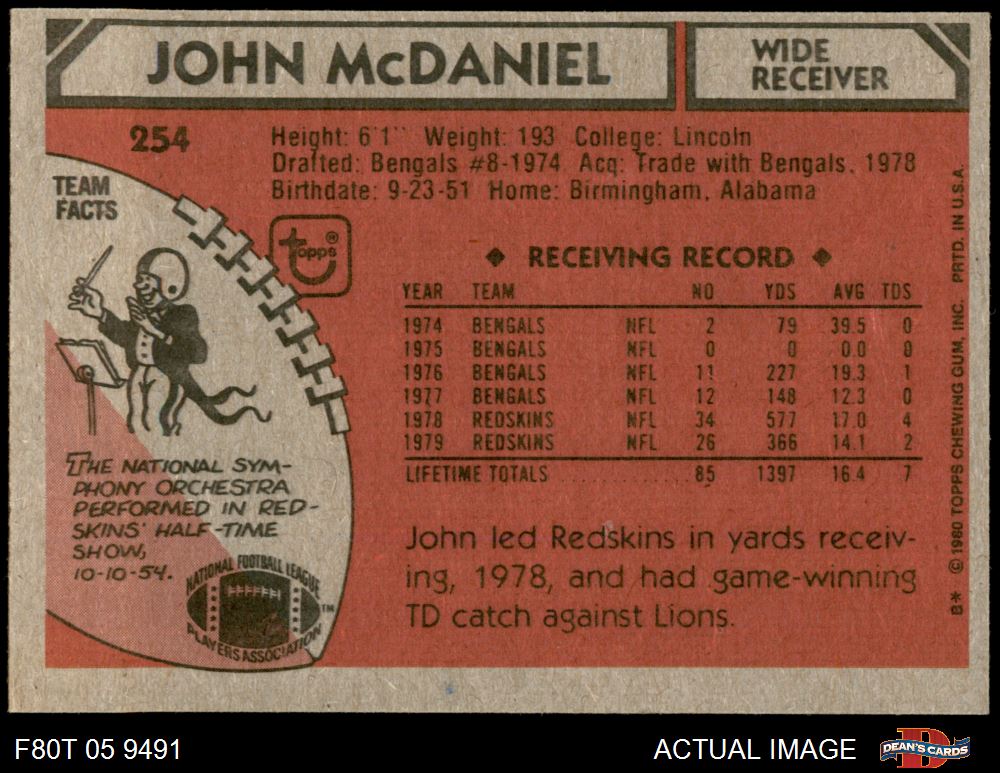 JOHN McDANIEL
WIDE
RECEIVER
254
Height: 6'1" Weight: 193 College: Lincoln
Drafted: Bengals #8-1974 Acq: Trade with Bengals, 1978
Birthdate: 9-23-51 Home: Birmingham, Alabama
TEAM
FACTS
topps®
◆ RECEIVING RECORD ◆
YEAR TEAM NO YDS AVG TDS
1974 BENGALS NFL 2 79 39.5 0
1975 BENGALS NFL 0 0 0.0 0
1976 BENGALS NFL 11 227 19.3 1
1977 BENGALS NFL 12 148 12.3 0
1978 REDSKINS NFL 34 577 17.0 4
1979 REDSKINS NFL 26 366 14.1 2
LIFETIME TOTALS 85 1397 16.4 7
THE NATIONAL SYM-
PHONY ORCHESTRA
PERFORMED IN RED-
SKINS' HALF-TIME
SHOW,
10-10-54.
NATIONAL FOOTBALL LEAGUE
PLAYERS ASSOCIATION
™
John led Redskins in yards receiv-
ing, 1978, and had game-winning
TD catch against Lions.
B* © 1980 TOPPS CHEWING GUM, INC. PRTD. IN U.S.A.
F80T 05 9491
ACTUAL IMAGE
DEAN'S CARDS